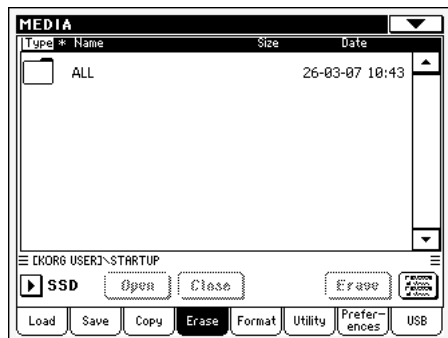 MEDIA
Type * Name Size Date
ALL 26-03-07 10:43
[KORG USER]\STARTUP
SSD Open Close Erase
Load Save Copy Erase Format Utility Prefer-ences USB